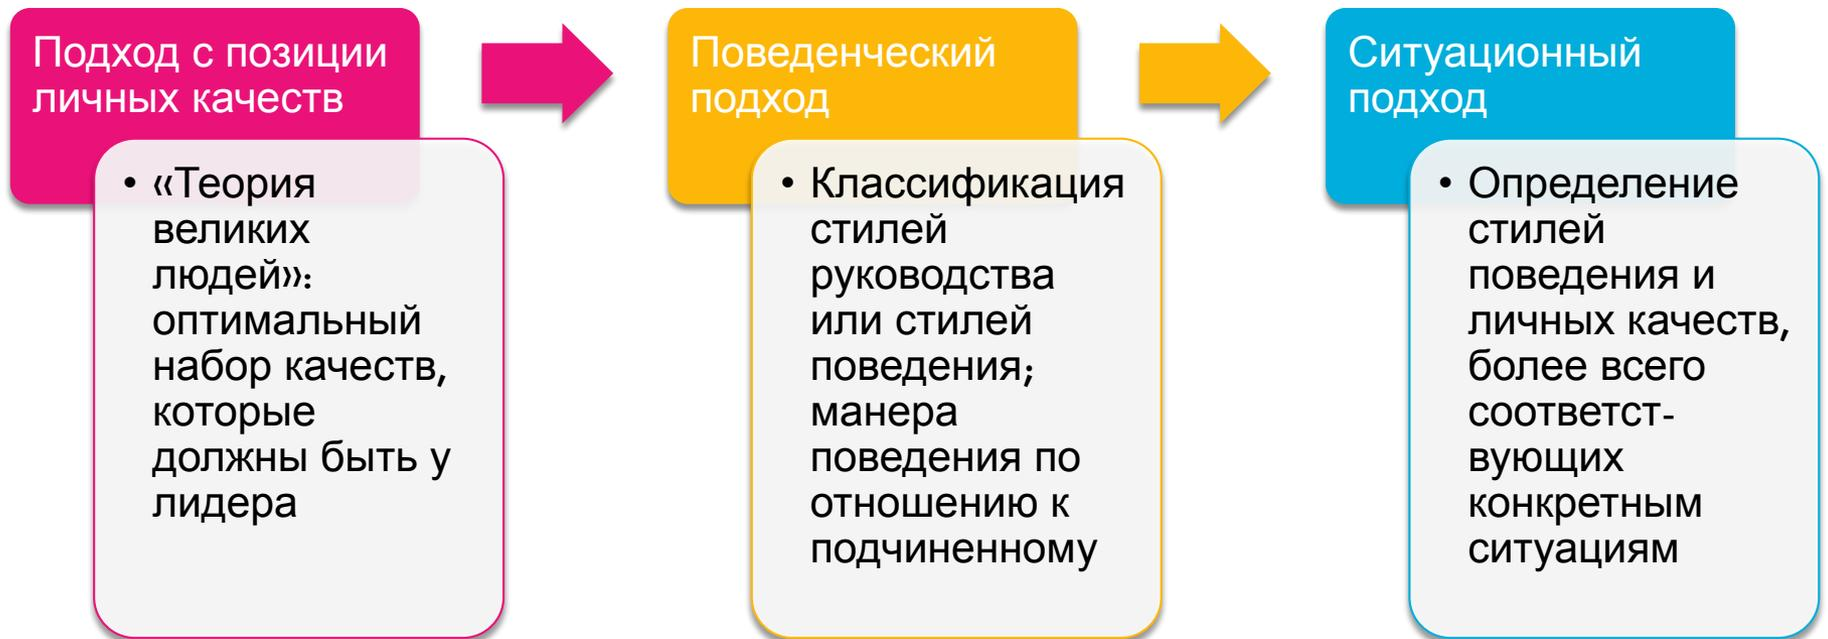 Подход с позиции
личных качеств
• «Теория
великих
людей»:
оптимальный
набор качеств,
которые
должны быть у
лидера
Поведенческий
подход
• Классификация
стилей
руководства
или стилей
поведения;
манера
поведения по
отношению к
подчиненному
Ситуационный
подход
• Определение
стилей
поведения и
личных качеств,
более всего
соответст-
вующих
конкретным
ситуациям